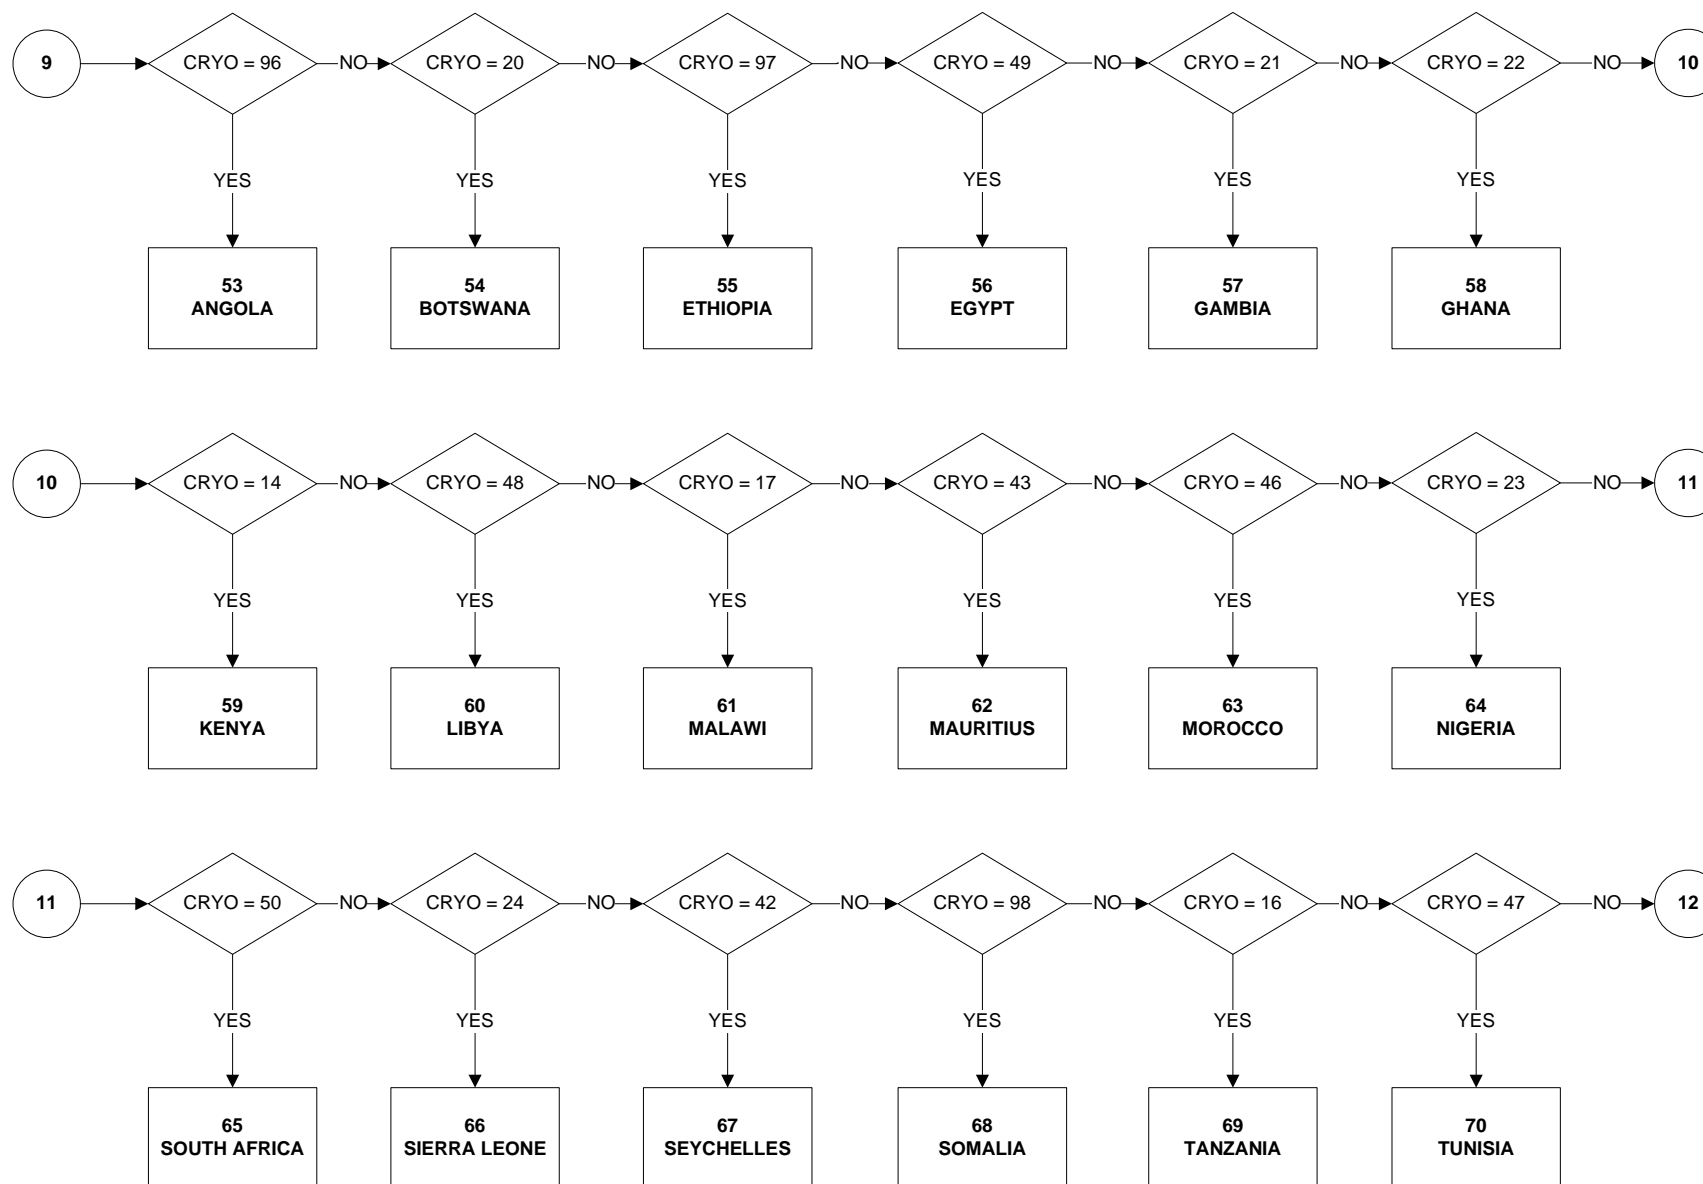 9
CRYO = 96
NO
CRYO = 20
NO
CRYO = 97
NO
CRYO = 49
NO
CRYO = 21
NO
CRYO = 22
NO
10
YES
YES
YES
YES
YES
YES
53
ANGOLA
54
BOTSWANA
55
ETHIOPIA
56
EGYPT
57
GAMBIA
58
GHANA
10
CRYO = 14
NO
CRYO = 48
NO
CRYO = 17
NO
CRYO = 43
NO
CRYO = 46
NO
CRYO = 23
NO
11
YES
YES
YES
YES
YES
YES
59
KENYA
60
LIBYA
61
MALAWI
62
MAURITIUS
63
MOROCCO
64
NIGERIA
11
CRYO = 50
NO
CRYO = 24
NO
CRYO = 42
NO
CRYO = 98
NO
CRYO = 16
NO
CRYO = 47
NO
12
YES
YES
YES
YES
YES
YES
65
SOUTH AFRICA
66
SIERRA LEONE
67
SEYCHELLES
68
SOMALIA
69
TANZANIA
70
TUNISIA